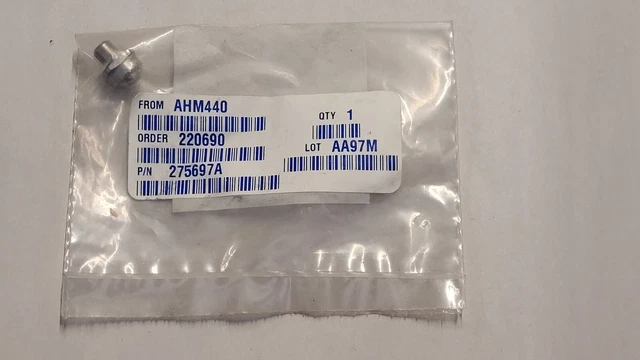 FROM AHM440
QTY 1
ORDER 220690
LOT AA97M
P/N 275697A